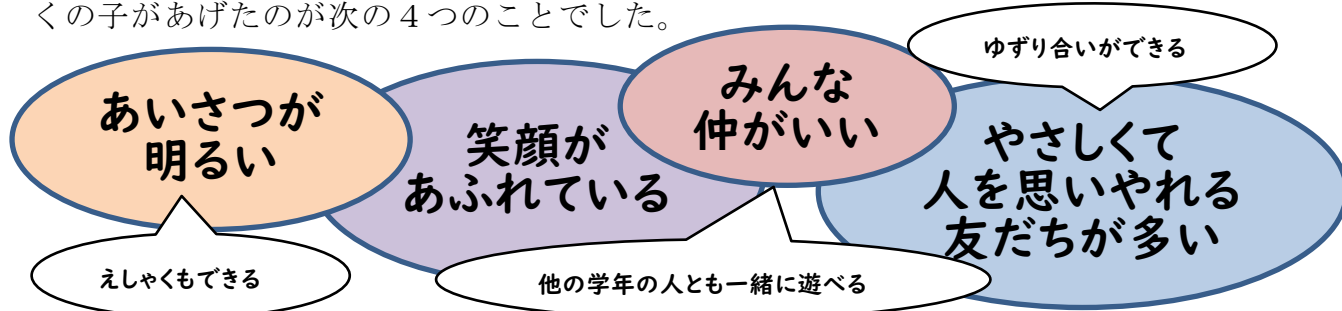 くの子があげたのが次の４つのことでした。
あいさつが
明るい
えしゃくもできる
笑顔が
あふれている
みんな
仲がいい
他の学年の人とも一緒に遊べる
ゆずり合いができる
やさしくて
人を思いやれる
友だちが多い